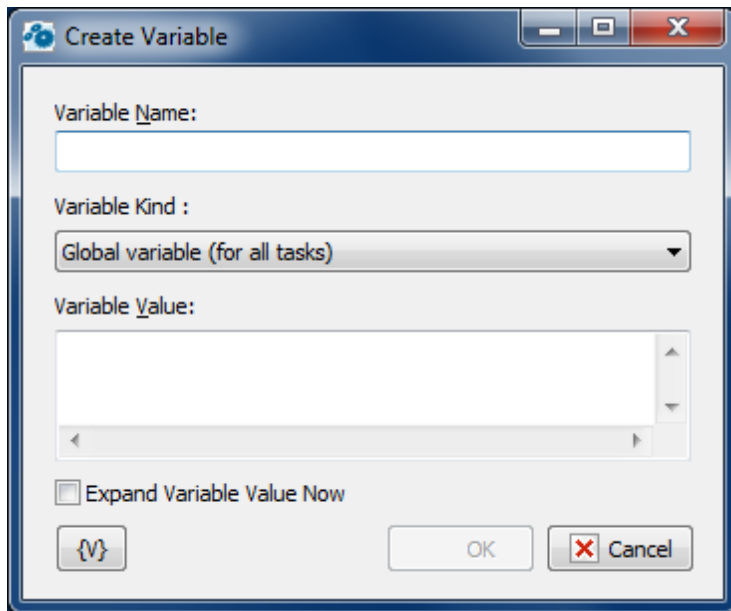 Create Variable
Variable Name:
Variable Kind :
Global variable (for all tasks)
Variable Value:
Expand Variable Value Now
{V}
OK
Cancel